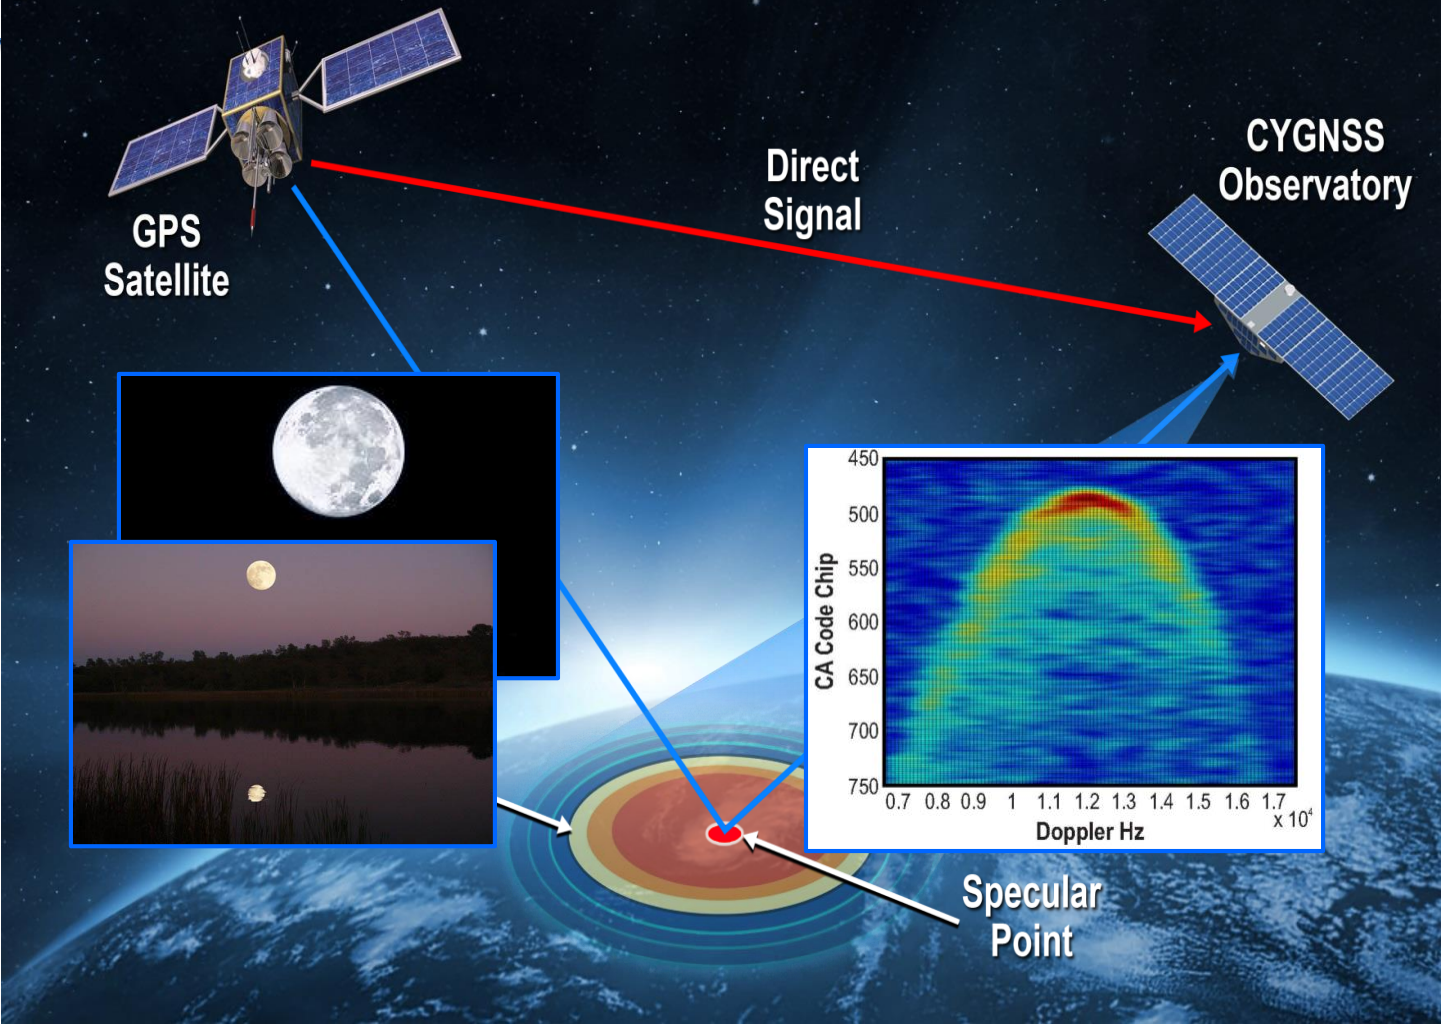 CYGNSS
Observatory
Direct
Signal
GPS
Satellite
450
500
550
600
650
700
750
CA Code Chip
0.7 0.8 0.9 1 1.1 1.2 1.3 1.4 1.5 1.6 1.7
x 10⁴
Doppler Hz
Specular
Point